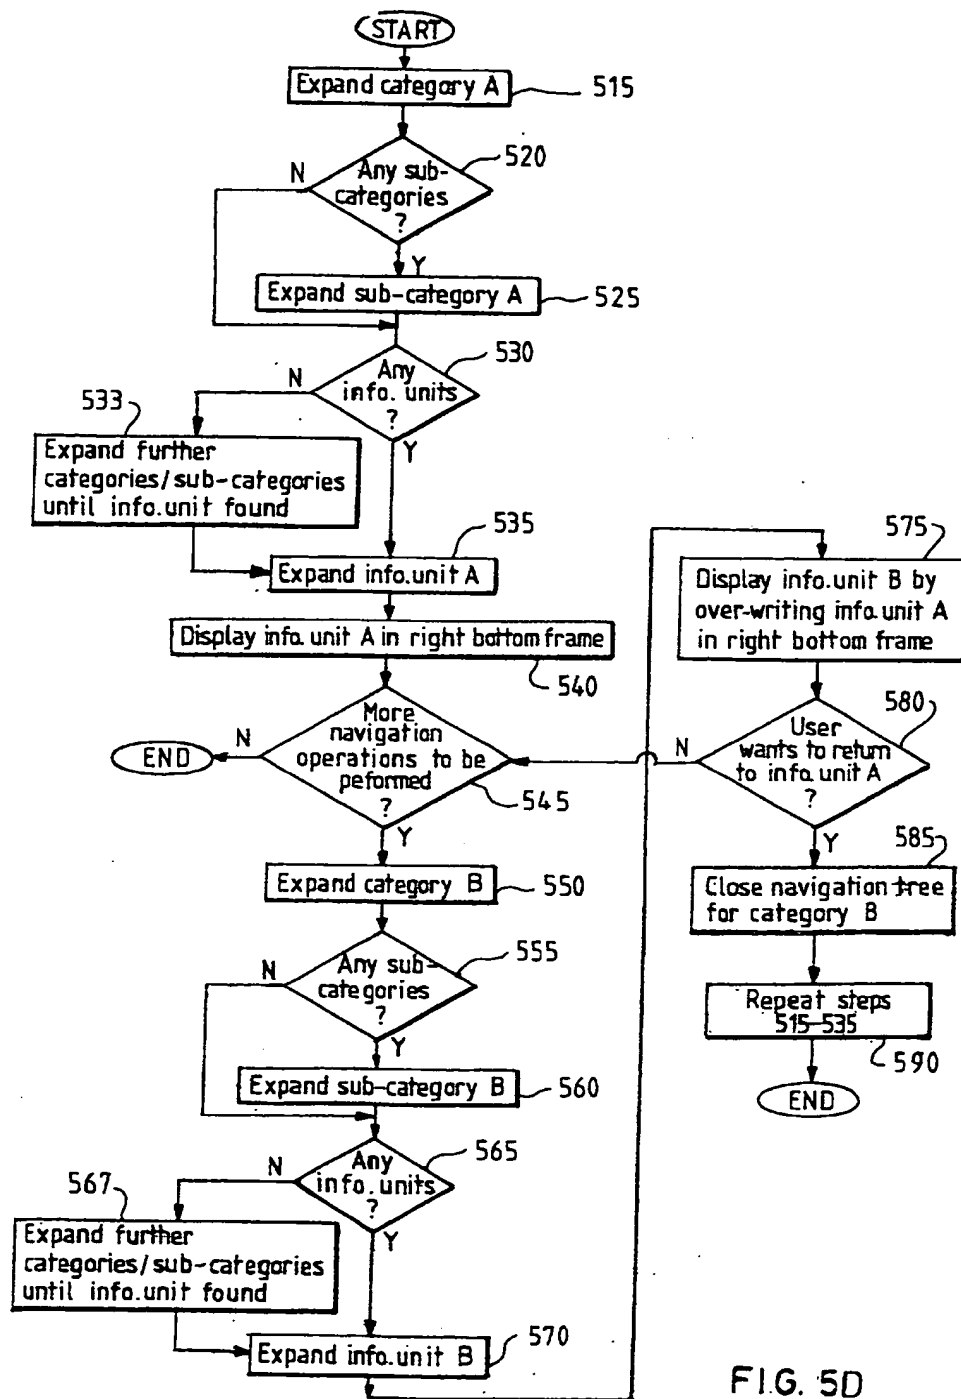 START
Expand category A
515
520
N
Any sub-
categories
?
Y
Expand sub-category A
525
530
N
Any
info. units
?
Y
533
Expand further
categories/sub-categories
until info.unit found
535
Expand info.unit A
Display info.unit A in right bottom frame
540
More
navigation
operations to be
peformed
?
545
N
END
Y
Expand category B
550
555
N
Any sub-
categories
?
Y
Expand sub-category B
560
565
N
Any
info.units
?
Y
567
Expand further
categories/sub-categories
until info.unit found
570
Expand info.unit B
575
Display info.unit B by
over-writing info.unit A
in right bottom frame
580
User
wants to return
to info.unit A
?
N
Y
585
Close navigation tree
for category B
Repeat steps
515-535
590
END
FIG. 5D